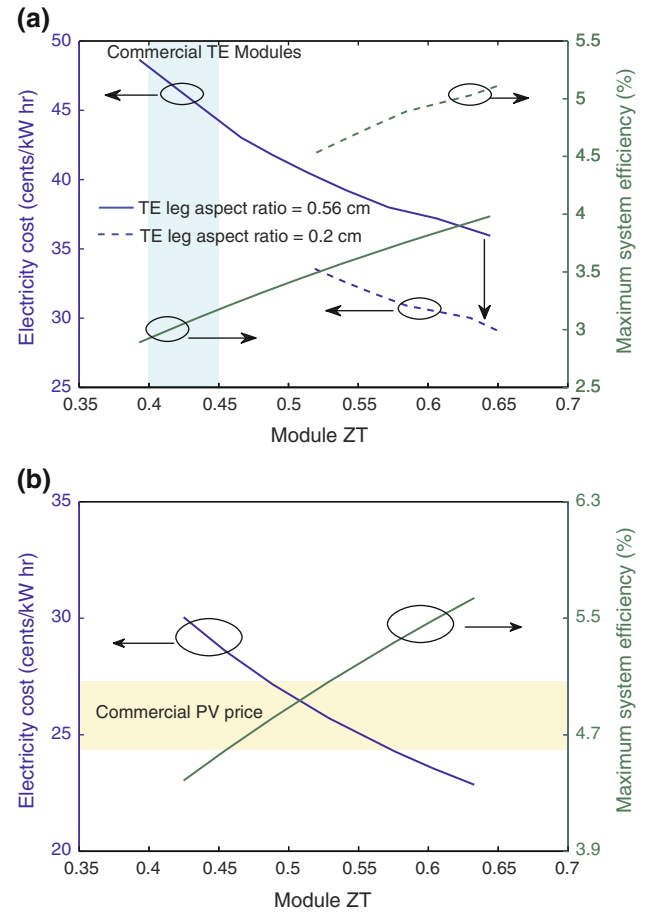 (a)
50
45
40
35
30
25
Electricity cost (cents/kW hr)
Commercial TE Modules
TE leg aspect ratio = 0.56 cm
TE leg aspect ratio = 0.2 cm
5.5
5
4.5
4
3.5
3
2.5
Maximum system efficiency (%)
0.35 0.4 0.45 0.5 0.55 0.6 0.65 0.7
Module ZT
(b)
35
30
25
20
Electricity cost (cents/kW hr)
Commercial PV price
6.3
5.5
4.7
3.9
Maximum system efficiency (%)
0.35 0.4 0.45 0.5 0.55 0.6 0.65 0.7
Module ZT